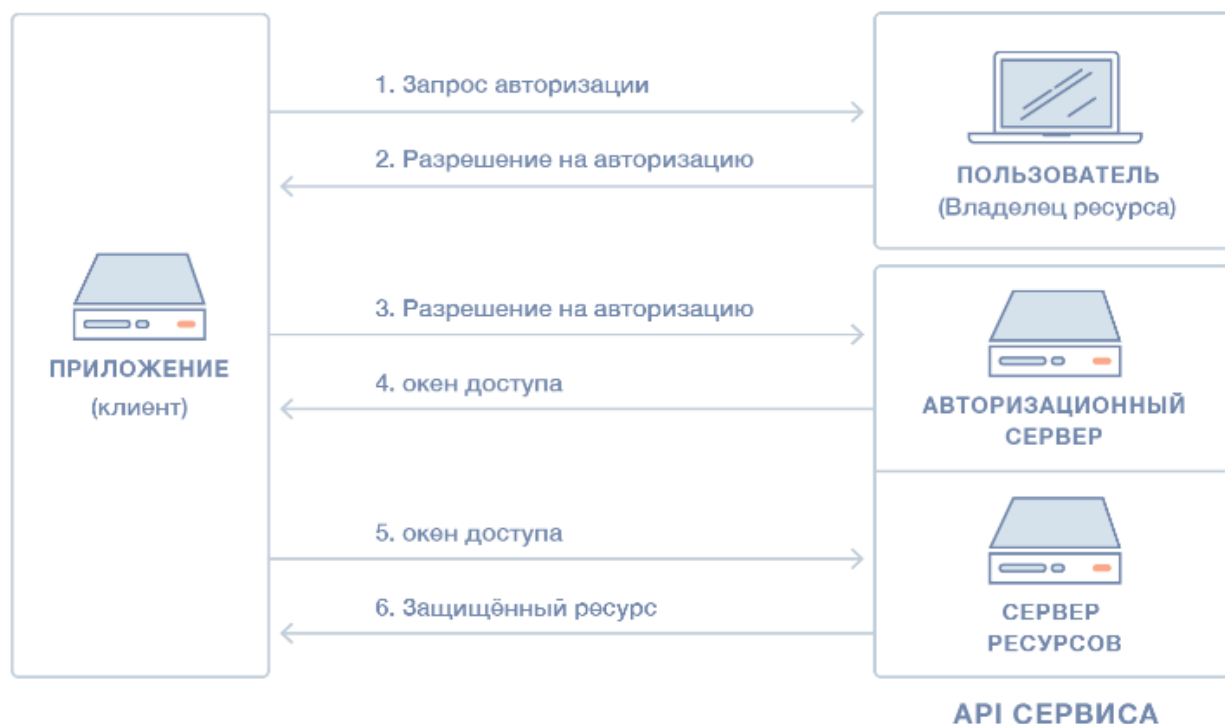 1. Запрос авторизации
2. Разрешение на авторизацию
ПОЛЬЗОВАТЕЛЬ
(Владелец ресурса)
3. Разрешение на авторизацию
ПРИЛОЖЕНИЕ
(клиент)
4. окен доступа
АВТОРИЗАЦИОННЫЙ
СЕРВЕР
5. окен доступа
6. Защищённый ресурс
СЕРВЕР
РЕСУРСОВ
API СЕРВИСА